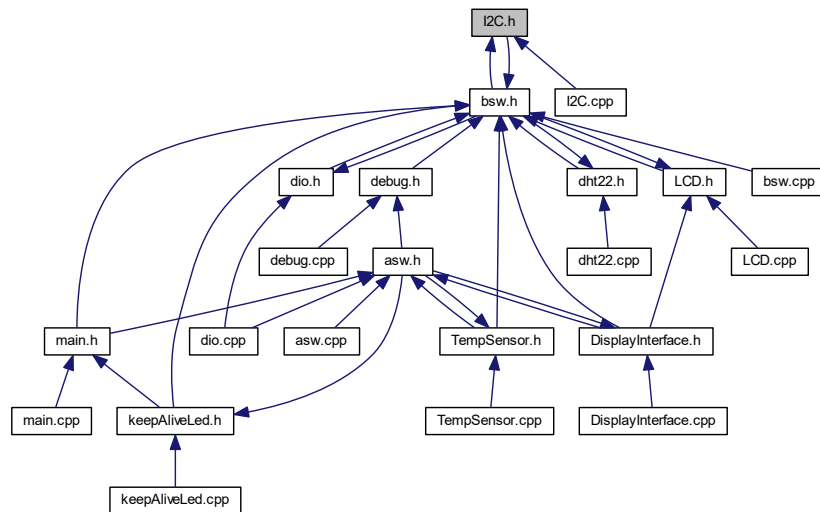 I2C.h
bsw.h
I2C.cpp
dio.h
debug.h
dht22.h
LCD.h
bsw.cpp
debug.cpp
asw.h
dht22.cpp
LCD.cpp
main.h
dio.cpp
asw.cpp
TempSensor.h
DisplayInterface.h
main.cpp
keepAliveLed.h
TempSensor.cpp
DisplayInterface.cpp
keepAliveLed.cpp